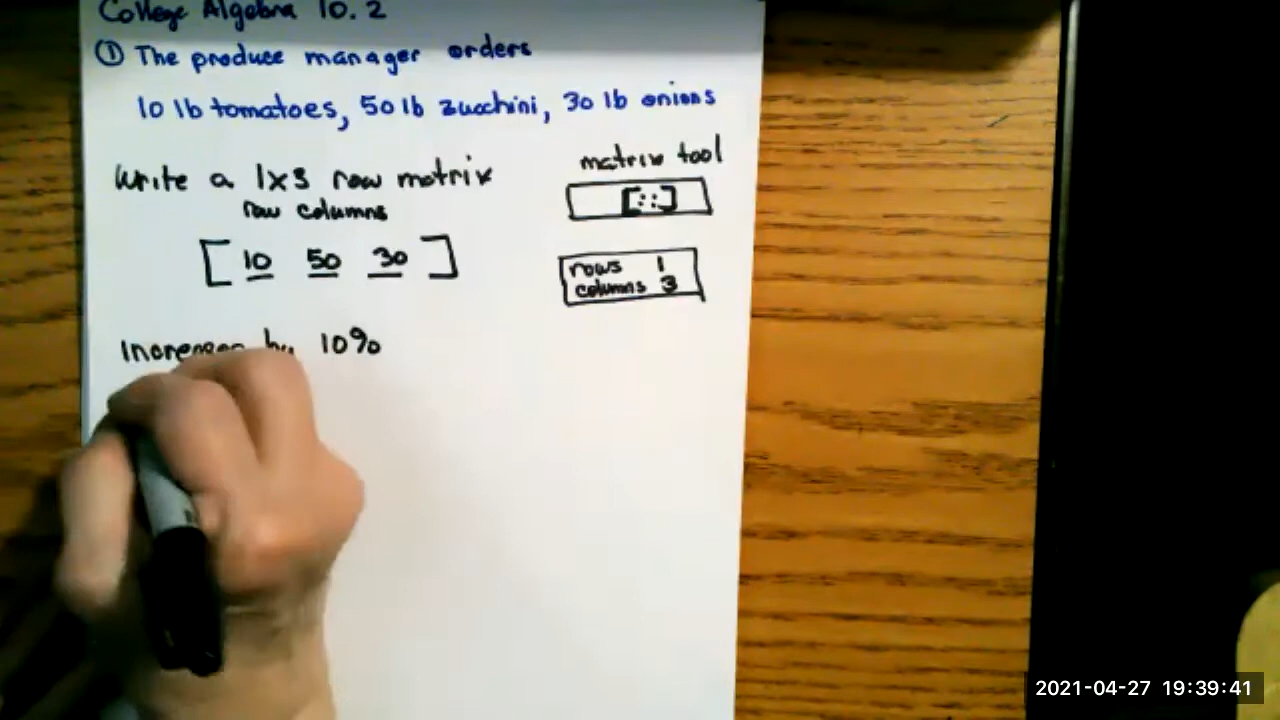 College Algebra 10.2
① The produce manager orders
10 lb tomatoes, 50 lb zucchini, 30 lb onions
Write a 1x3 row matrix
row columns
[ 10 50 30 ]
matrix tool
[::]
rows 1
columns 3
Increases by 10%
2021-04-27 19:39:41